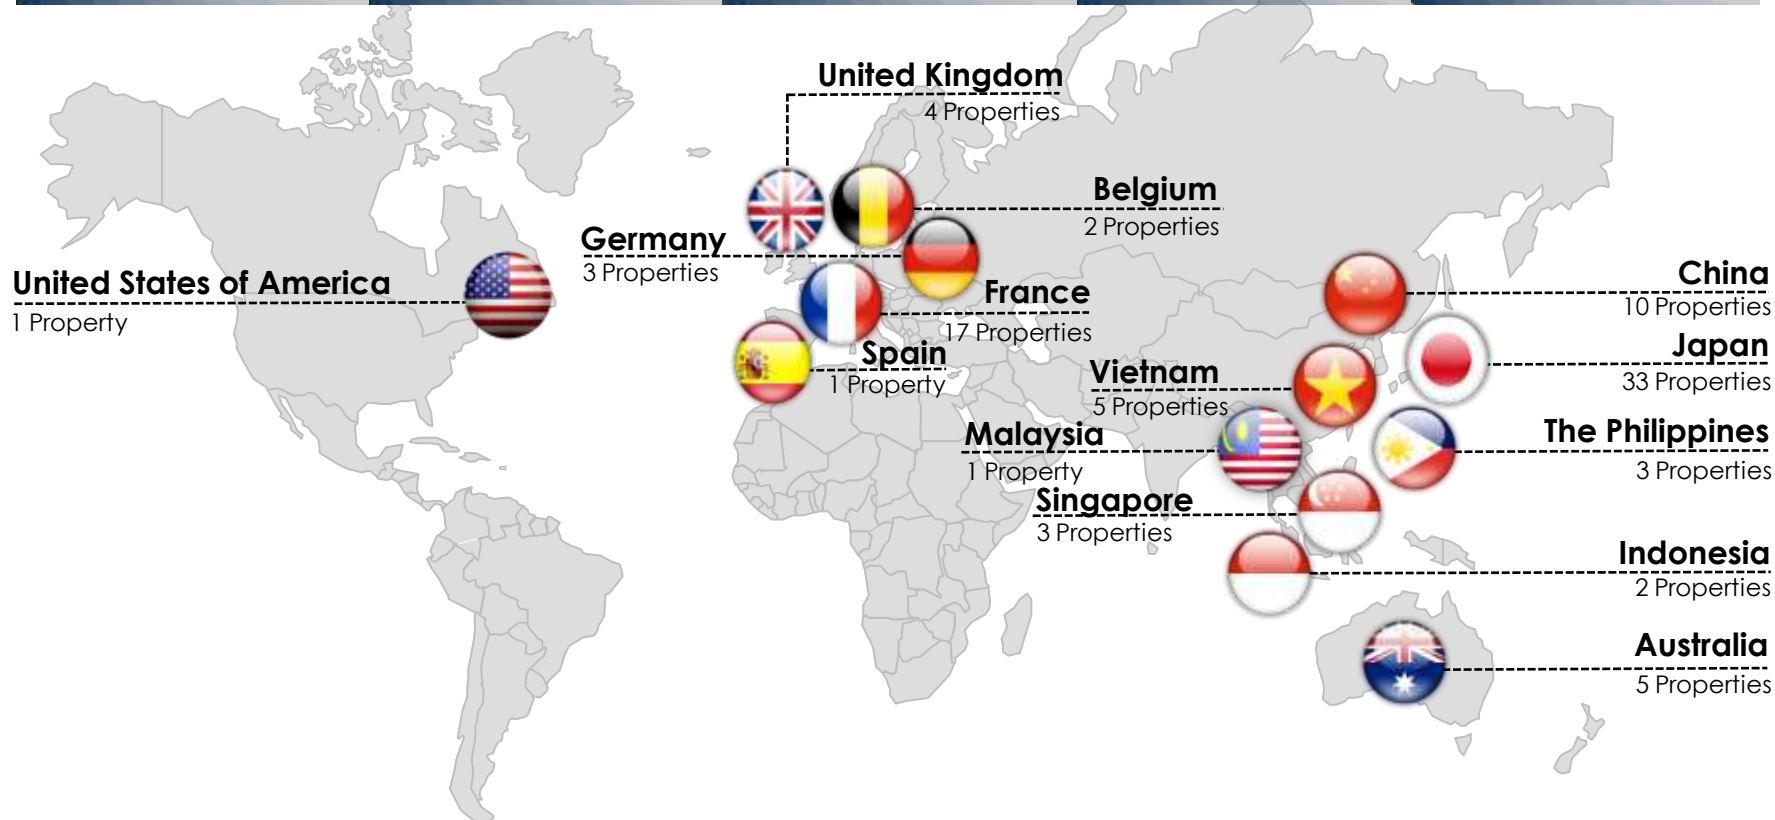 United Kingdom
4 Properties
Belgium
2 Properties
Germany
3 Properties
United States of America
1 Property
France
17 Properties
Spain
1 Property
China
10 Properties
Japan
33 Properties
Vietnam
5 Properties
Malaysia
1 Property
The Philippines
3 Properties
Singapore
3 Properties
Indonesia
2 Properties
Australia
5 Properties